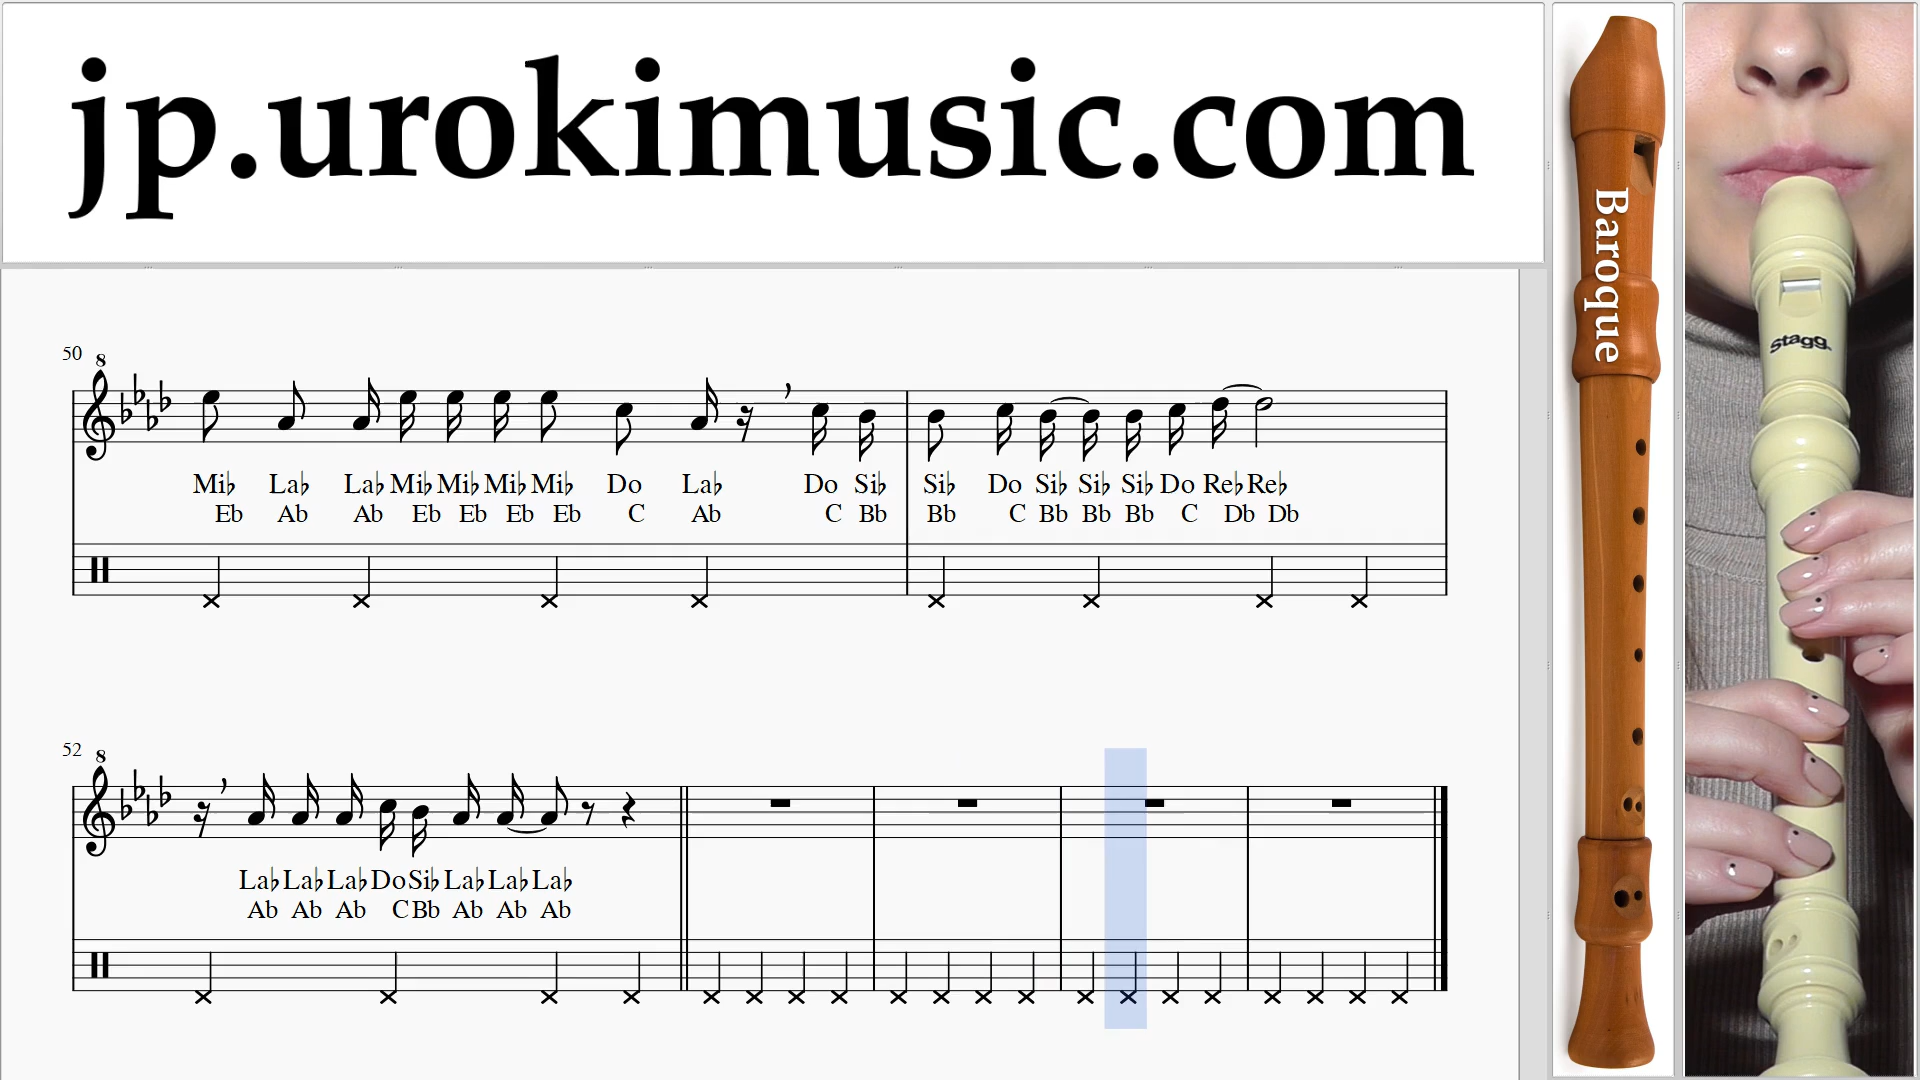 jp.urokimusic.com
Baroque
Stagg
50
8
Mi♭ La♭ La♭ Mi♭ Mi♭ Mi♭ Mi♭ Do La♭ Do Si♭ Si♭ Do Si♭ Si♭ Si♭ Do Re♭ Re♭
Eb Ab Ab Eb Eb Eb Eb C Ab C Bb Bb C Bb Bb Bb C Db Db
52
8
La♭ La♭ La♭ Do Si♭ La♭ La♭ La♭
Ab Ab Ab C Bb Ab Ab Ab